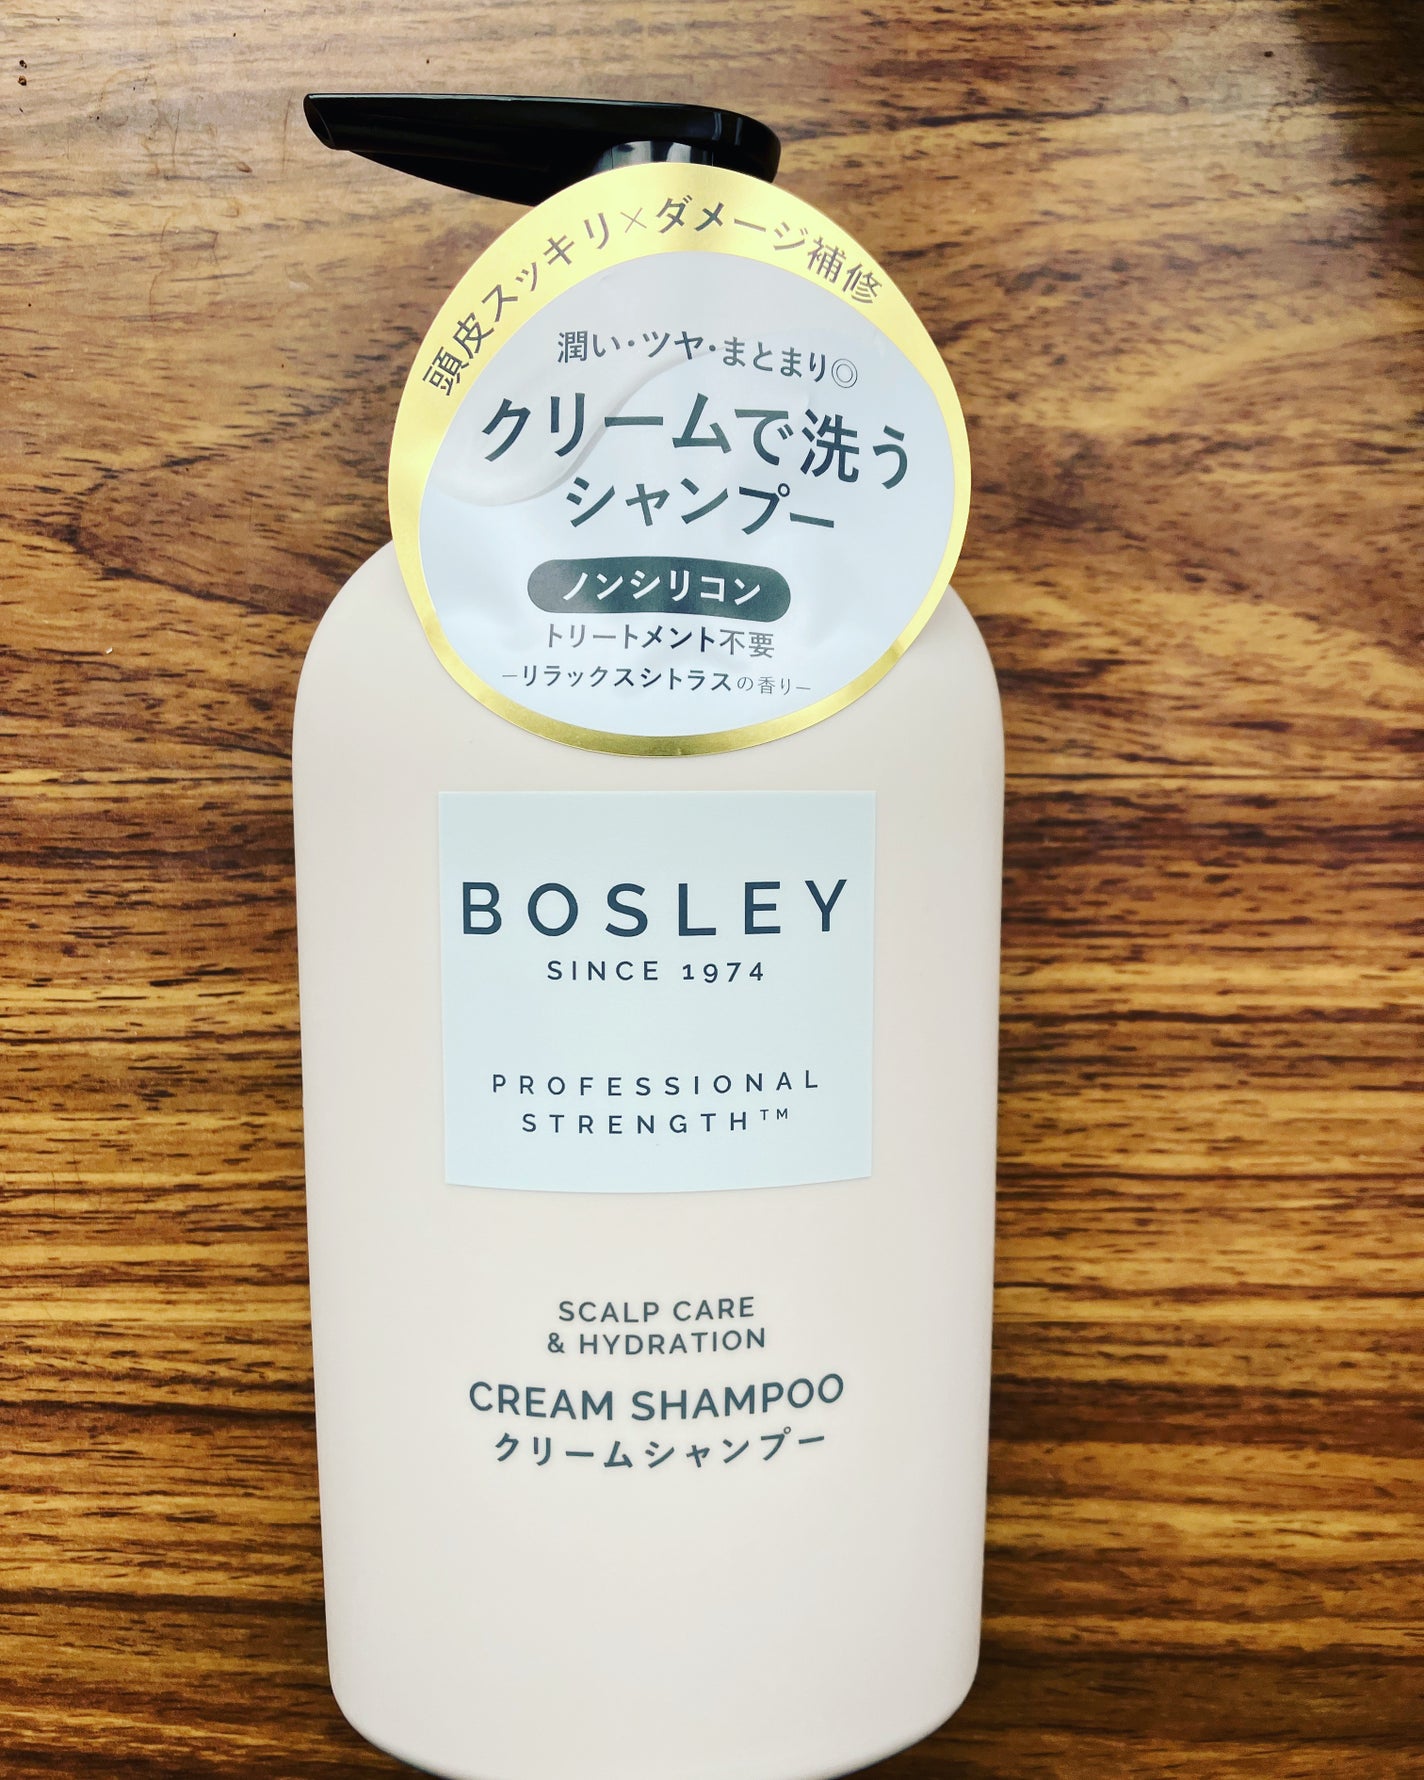 頭皮スッキリ×ダメージ補修
潤い・ツヤ・まとまり◎
クリームで洗う
シャンプー
ノンシリコン
トリートメント不要
–リラックスシトラスの香り–
BOSLEY
SINCE 1974
PROFESSIONAL
STRENGTH™
SCALP CARE
& HYDRATION
CREAM SHAMPOO
クリームシャンプー